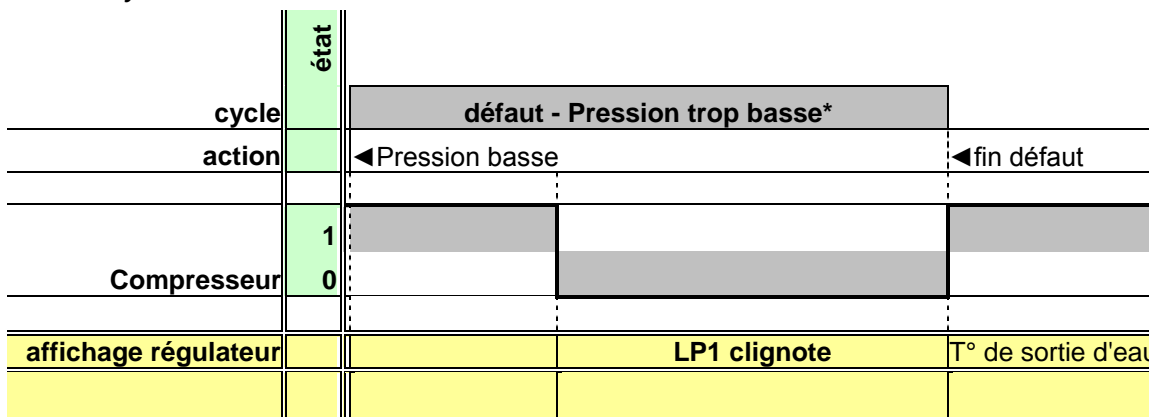 état
cycle défaut - Pression trop basse*
action ◄Pression basse ◄fin défaut
1
Compresseur 0
affichage régulateur LP1 clignote T° de sortie d'eau